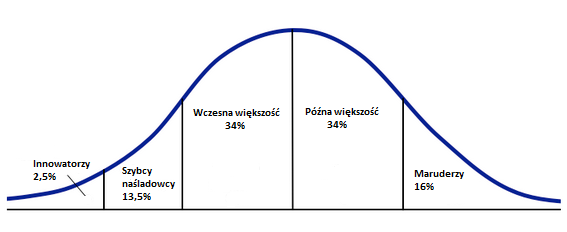 Innowatorzy
2,5%
Szybcy
naśladowcy
13,5%
Wczesna większość
34%
Późna większość
34%
Maruderzy
16%